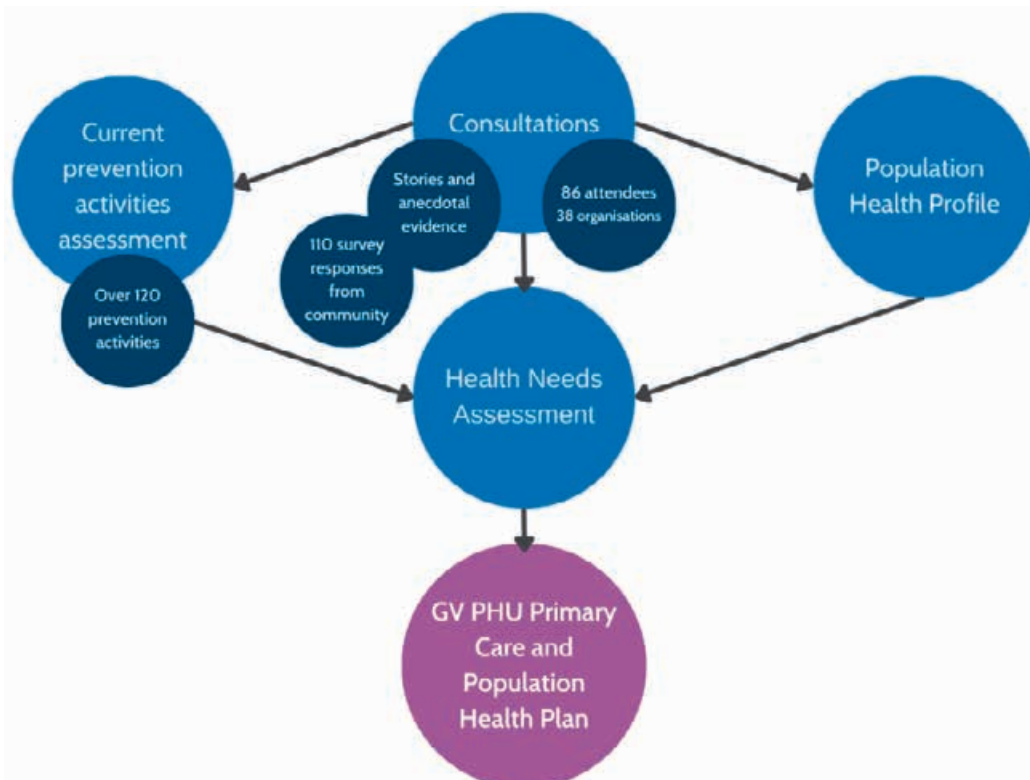 Consultations
Current
prevention
activities
assessment
Stories and
anecdotal
evidence
86 attendees
38 organisations
Population
Health Profile
110 survey
responses
from
community
Over 120
prevention
activities
Health Needs
Assessment
GV PHU Primary
Care and
Population
Health Plan